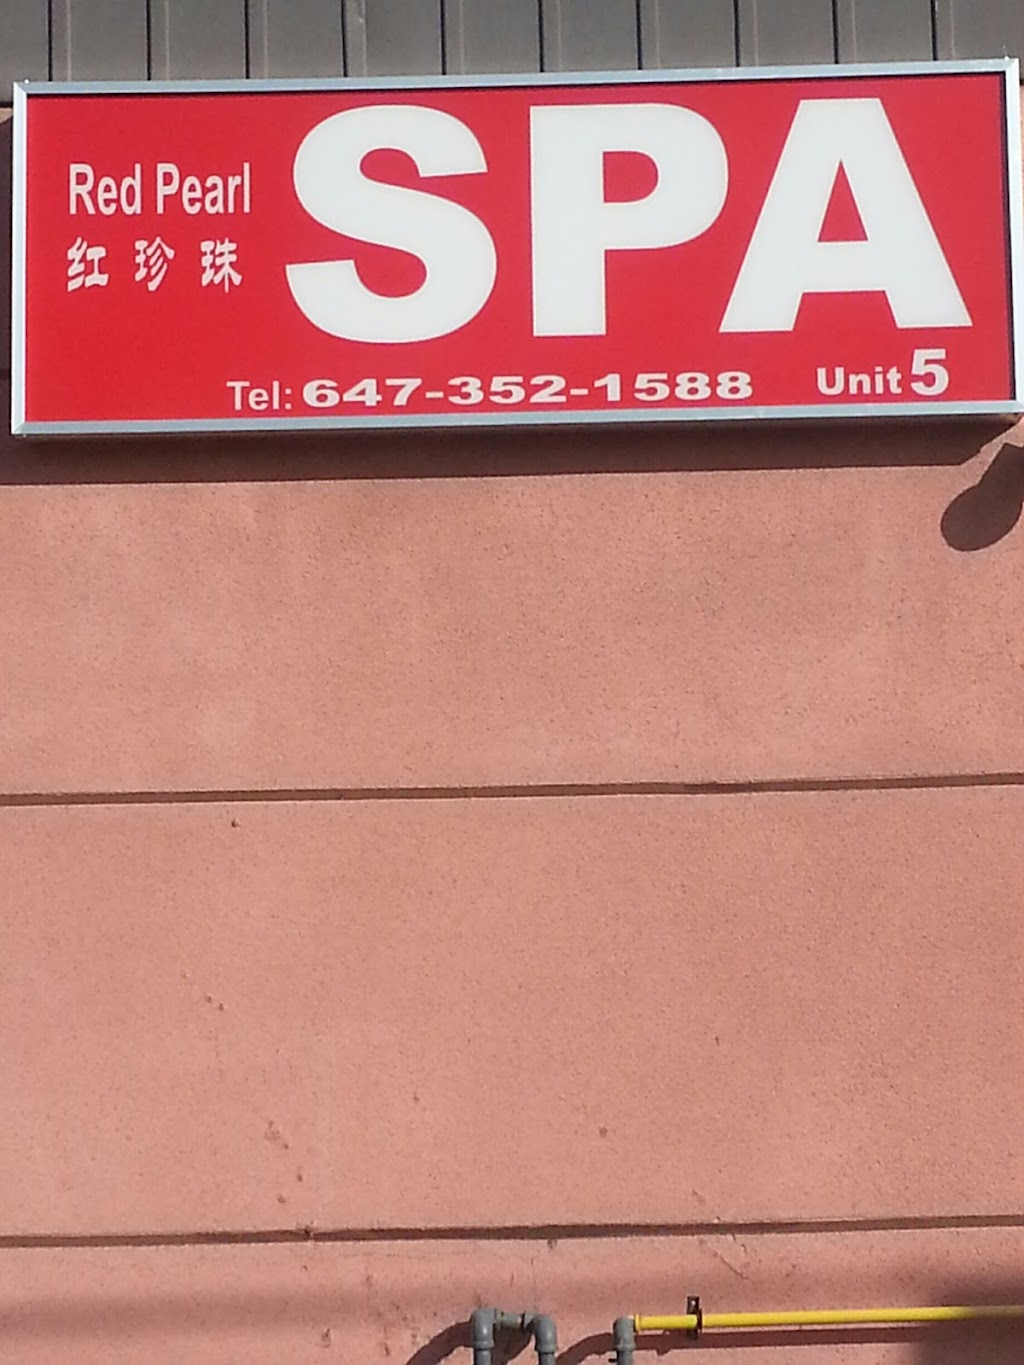 Red Pearl
红珍珠
SPA
Tel: 647-352-1588
Unit 5